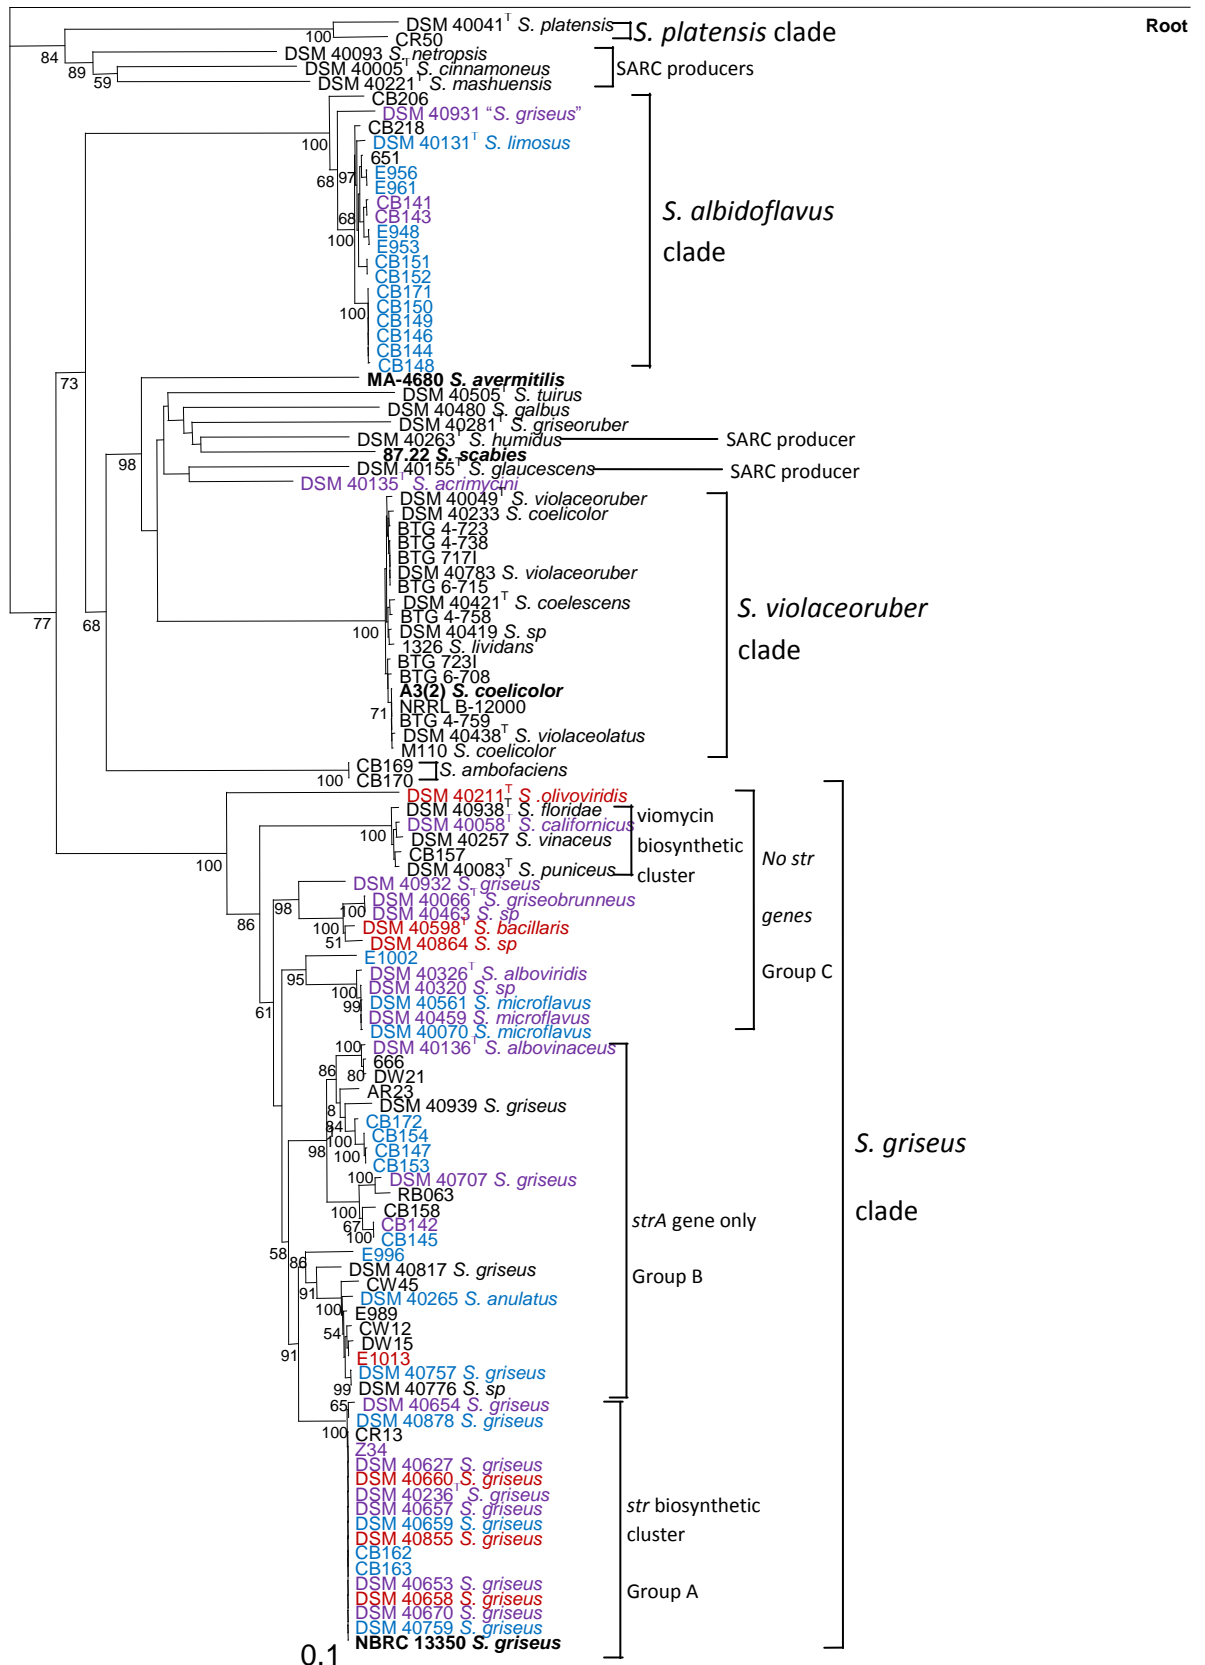 Root
DSM 40041T S. platensis
CR50
S. platensis clade
100
84
DSM 40093 S. netropsis
DSM 40005T S. cinnamoneus
DSM 40221T S. mashuensis
SARC producers
89
59
CB206
DSM 40931 “S. griseus”
CB218
DSM 40131T S. limosus
651
E956
E961
CB141
CB143
E948
E953
CB151
CB152
CB171
CB150
CB149
CB146
CB144
CB148
100
68
97
68
100
100
S. albidoflavus
clade
73
MA-4680 S. avermitilis
DSM 40505T S. tuirus
DSM 40480 S. galbus
DSM 40281T S. griseoruber
DSM 40263T S. humidus
SARC producer
87.22 S. scabies
DSM 40155T S. glaucescens
SARC producer
DSM 40135T S. acrimycini
98
DSM 40049T S. violaceoruber
DSM 40233 S. coelicolor
BTG 4-723
BTG 4-738
BTG 717I
DSM 40783 S. violaceoruber
BTG 6-715
DSM 40421T S. coelescens
BTG 4-758
DSM 40419 S. sp
1326 S. lividans
BTG 723I
BTG 6-708
A3(2) S. coelicolor
NRRL B-12000
BTG 4-759
DSM 40438T S. violaceolatus
M110 S. coelicolor
77
68
100
71
S. violaceoruber
clade
CB169
CB170
S. ambofaciens
100
DSM 40211T S .olivoviridis
DSM 40938T S. floridae
DSM 40058T S. californicus
DSM 40257 S. vinaceus
CB157
DSM 40083T S. puniceus
viomycin
biosynthetic
cluster
100
100
DSM 40932 S. griseus
DSM 40066T S. griseobrunneus
DSM 40463 S. sp
DSM 40598T S. bacillaris
DSM 40864 S. sp
98
100
100
51
86
E1002
DSM 40326T S. alboviridis
DSM 40320 S. sp
DSM 40561 S. microflavus
DSM 40459 S. microflavus
DSM 40070 S. microflavus
95
100
99
61
No str
genes
Group C
DSM 40136T S. albovinaceus
666
DW21
AR23
DSM 40939 S. griseus
CB172
CB154
CB147
CB153
DSM 40707 S. griseus
RB063
CB158
CB142
CB145
100
86
80
8
84
100
100
98
100
100
67
100
E996
DSM 40817 S. griseus
CW45
DSM 40265 S. anulatus
E989
CW12
DW15
E1013
DSM 40757 S. griseus
DSM 40776 S. sp
58
86
91
100
54
91
99
strA gene only
Group B
S. griseus
clade
DSM 40654 S. griseus
DSM 40878 S. griseus
CR13
Z34
DSM 40627 S. griseus
DSM 40660 S. griseus
DSM 40236T S. griseus
DSM 40657 S. griseus
DSM 40659 S. griseus
DSM 40855 S. griseus
CB162
CB163
DSM 40653 S. griseus
DSM 40658 S. griseus
DSM 40670 S. griseus
DSM 40759 S. griseus
NBRC 13350 S. griseus
65
100
str biosynthetic
cluster
Group A
0.1